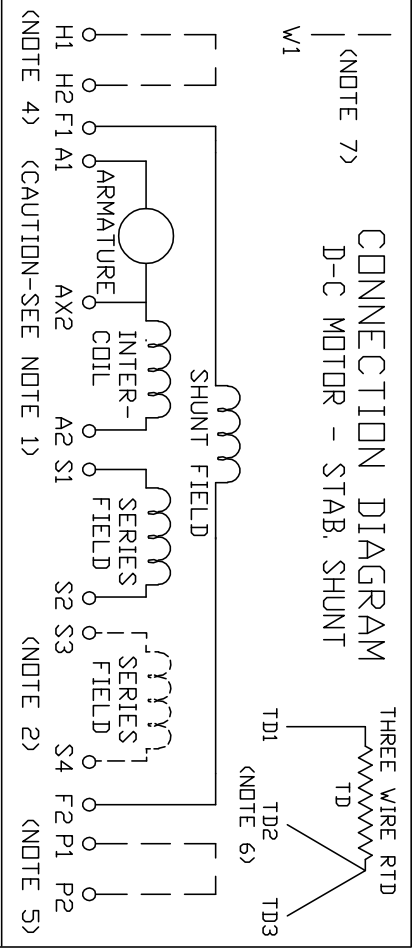 CONNECTION DIAGRAM
D-C MOTOR - STAB. SHUNT
W1
(NOTE 7)
THREE WIRE RTD
TD
TD1
TD2
TD3
(NOTE 6)
SHUNT FIELD
ARMATURE
INTER-
COIL
SERIES
FIELD
SERIES
FIELD
H1
H2
F1
A1
AX2
A2
S1
S2
S3
S4
F2
P1
P2
(NOTE 4)
(CAUTION-SEE NOTE 1)
(NOTE 2)
(NOTE 5)